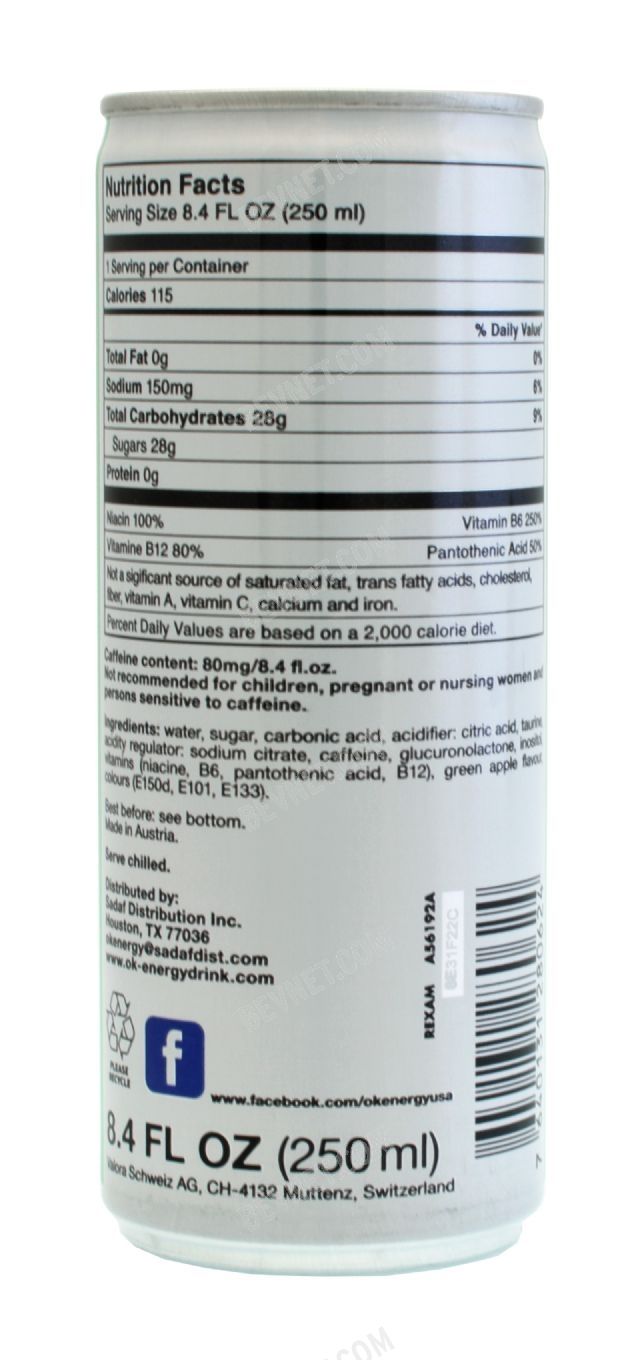 Nutrition Facts
Serving Size 8.4 FL OZ (250 ml)
1 Serving per Container
Calories 115
% Daily Value*
Total Fat 0g 0%
Sodium 150mg 6%
Total Carbohydrates 28g 9%
Sugars 28g
Protein 0g
Niacin 100% Vitamin B6 250%
Vitamine B12 80% Pantothenic Acid 50%
Not a sigificant source of saturated fat, trans fatty acids, cholesterol,
fiber, vitamin A, vitamin C, calcium and iron.
Percent Daily Values are based on a 2,000 calorie diet.
Caffeine content: 80mg/8.4 fl.oz.
Not recommended for children, pregnant or nursing women and
persons sensitive to caffeine.
Ingredients: water, sugar, carbonic acid, acidifier: citric acid, taurine,
acidity regulator: sodium citrate, caffeine, glucuronolactone, inositol,
vitamins (niacine, B6, pantothenic acid, B12), green apple flavour,
colours (E150d, E101, E133).
Best before: see bottom.
Made in Austria.
Serve chilled.
Distributed by:
Sadaf Distribution Inc.
Houston, TX 77036
okenergy@sadafdist.com
www.ok-energydrink.com
REXAM A56192A
8E31F22C
7 640131 280624
PLEASE
RECYCLE
f
www.facebook.com/okenergyusa
8.4 FL OZ (250 ml)
Valora Schweiz AG, CH-4132 Muttenz, Switzerland
BEVNET.COM